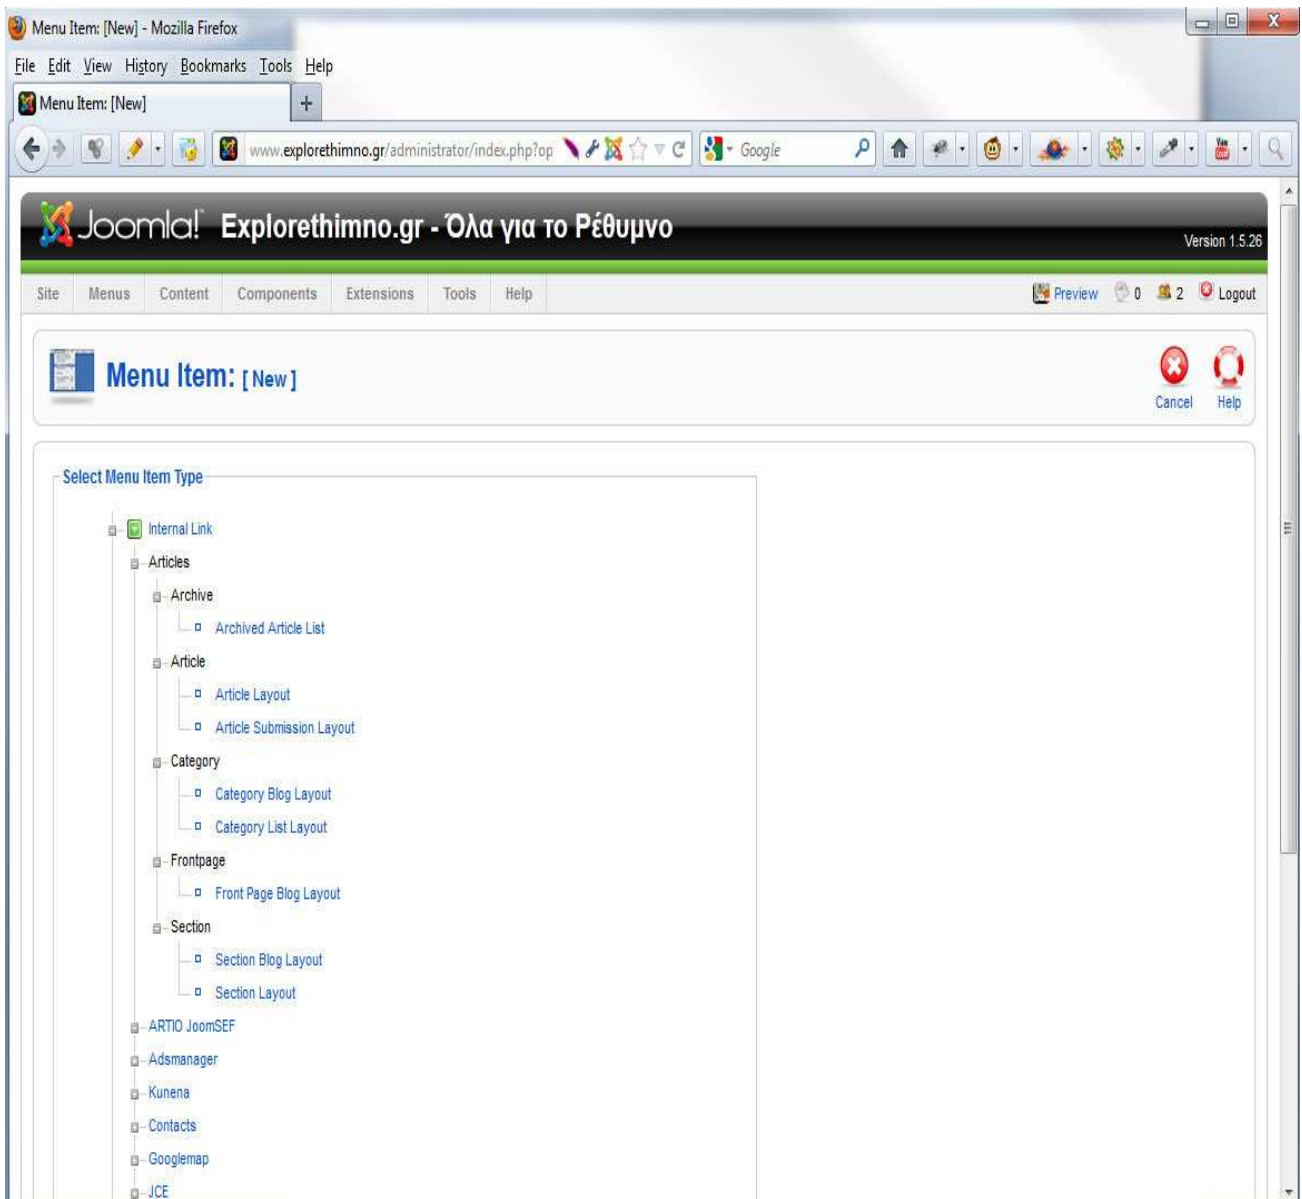 Menu Item: [New] - Mozilla Firefox
File Edit View History Bookmarks Tools Help
Menu Item: [New]
www.explorethimno.gr/administrator/index.php?op
Google
Joomla! Explorethimno.gr - Όλα για το Ρέθυμνο
Version 1.5.26
Site Menus Content Components Extensions Tools Help Preview 0 2 Logout
Menu Item: [ New ]
Cancel Help
Select Menu Item Type
Internal Link
Articles
Archive
Archived Article List
Article
Article Layout
Article Submission Layout
Category
Category Blog Layout
Category List Layout
Frontpage
Front Page Blog Layout
Section
Section Blog Layout
Section Layout
ARTIO JoomSEF
Adsmanager
Kunena
Contacts
Googlemap
JCE